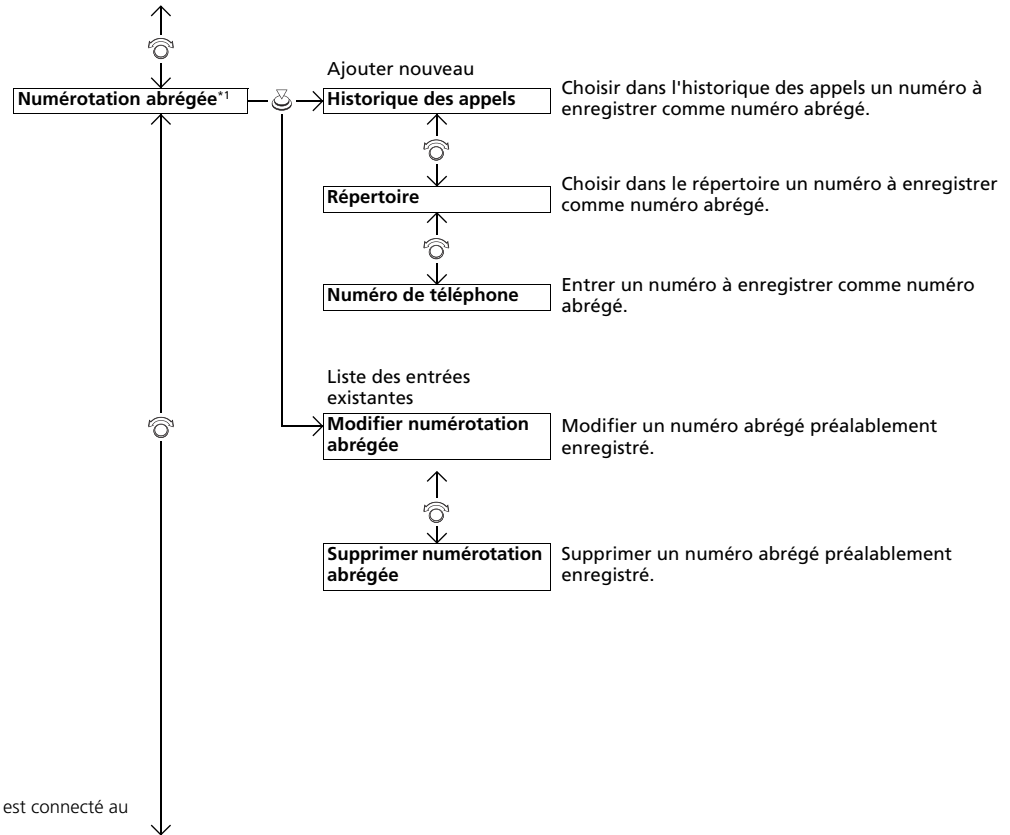 Ajouter nouveau
Numérotation abrégée*1
Historique des appels
Choisir dans l'historique des appels un numéro à
enregistrer comme numéro abrégé.
Répertoire
Choisir dans le répertoire un numéro à enregistrer
comme numéro abrégé.
Numéro de téléphone
Entrer un numéro à enregistrer comme numéro
abrégé.
Liste des entrées
existantes
Modifier numérotation
abrégée
Modifier un numéro abrégé préalablement
enregistré.
Supprimer numérotation
abrégée
Supprimer un numéro abrégé préalablement
enregistré.
est connecté au